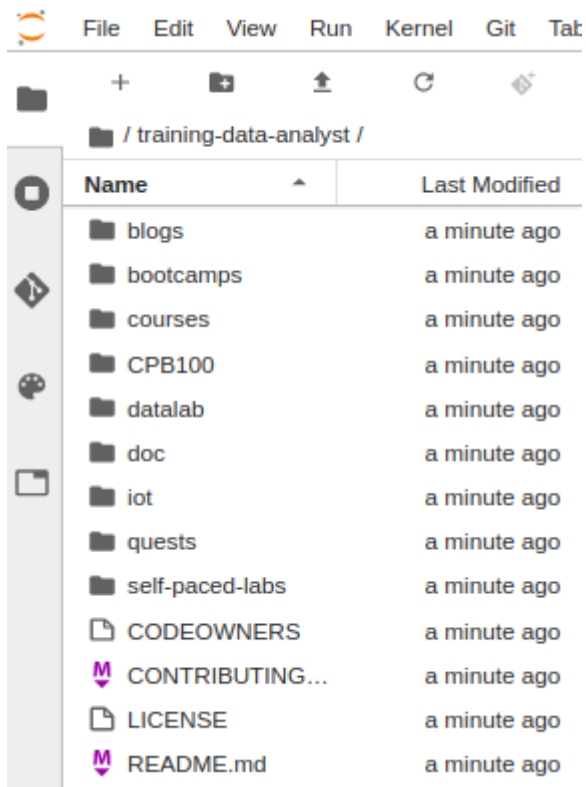 File Edit View Run Kernel Git Tab
/ training-data-analyst /
Name Last Modified
blogs a minute ago
bootcamps a minute ago
courses a minute ago
CPB100 a minute ago
datalab a minute ago
doc a minute ago
iot a minute ago
quests a minute ago
self-paced-labs a minute ago
CODEOWNERS a minute ago
CONTRIBUTING... a minute ago
LICENSE a minute ago
README.md a minute ago